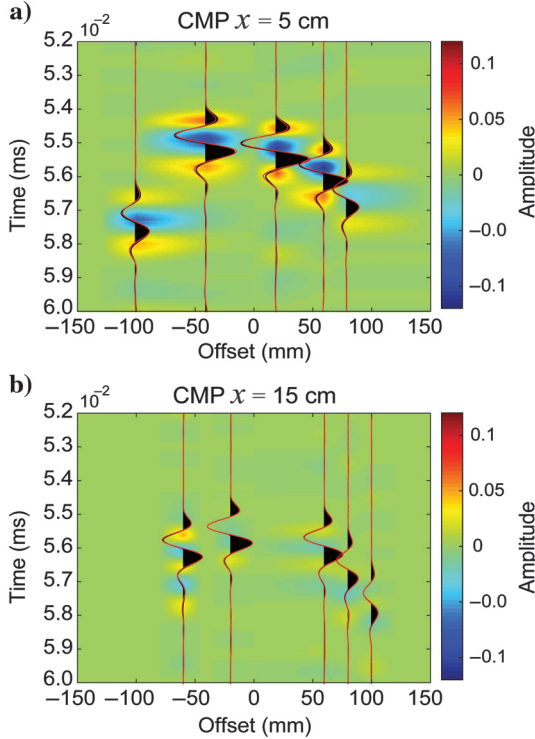 a)
CMP x = 5 cm
10⁻²
5.2
5.3
5.4
5.5
5.6
5.7
5.8
5.9
6.0
Time (ms)
−150 −100 −50 0 50 100 150
Offset (mm)
0.10
0.05
0
−0.0
−0.1
Amplitude
b)
CMP x = 15 cm
10⁻²
5.2
5.3
5.4
5.5
5.6
5.7
5.8
5.9
6.0
Time (ms)
−150 −100 −50 0 50 100 150
Offset (mm)
0.10
0.05
0
−0.0
−0.1
Amplitude